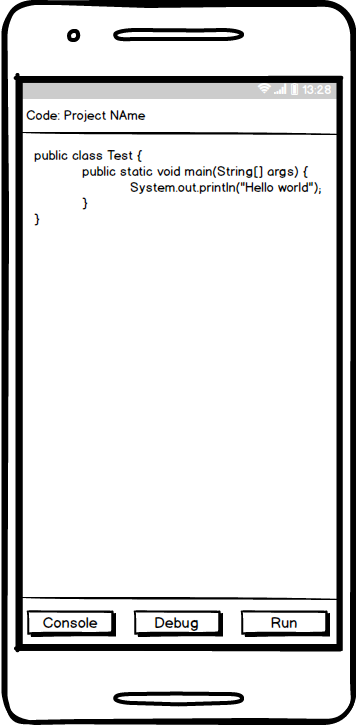 13:28
Code: Project NAme
public class Test {
public static void main(String[] args) {
System.out.println("Hello world");
}
}
Console Debug Run